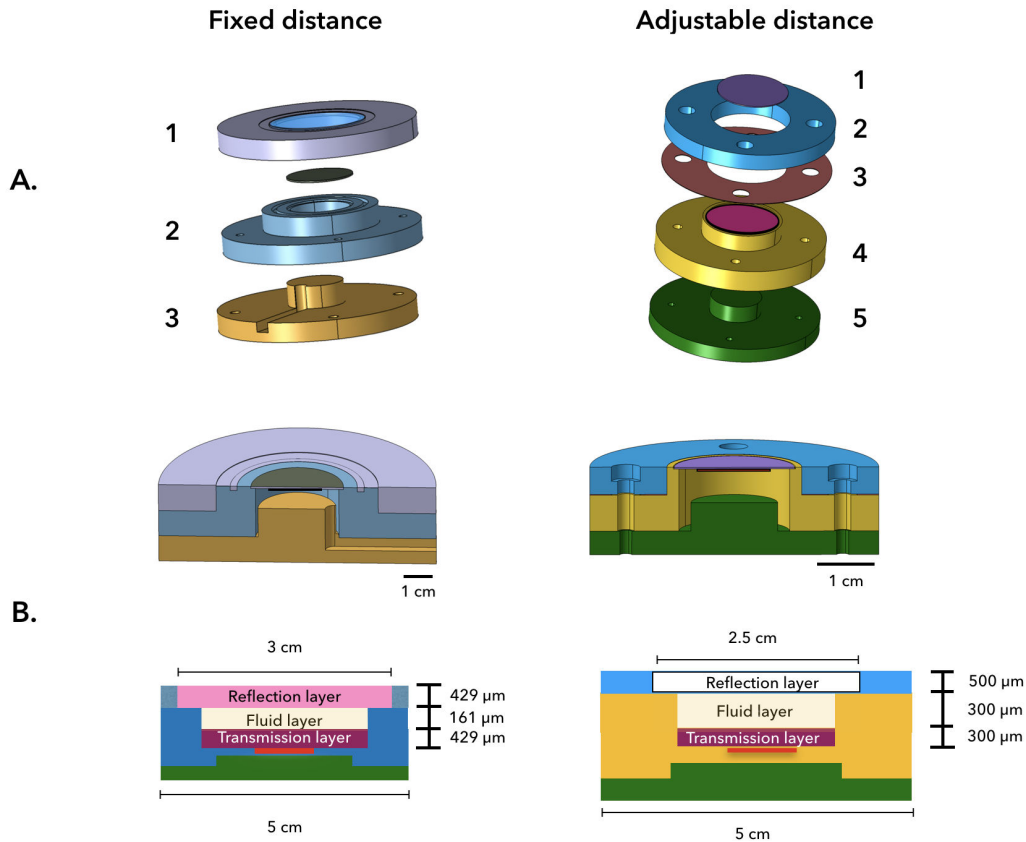 Fixed distance
Adjustable distance
A.
1
2
3
1
2
3
4
5
1 cm
1 cm
B.
3 cm
Reflection layer
Fluid layer
Transmission layer
429 µm
161 µm
429 µm
5 cm
2.5 cm
Reflection layer
Fluid layer
Transmission layer
500 µm
300 µm
300 µm
5 cm